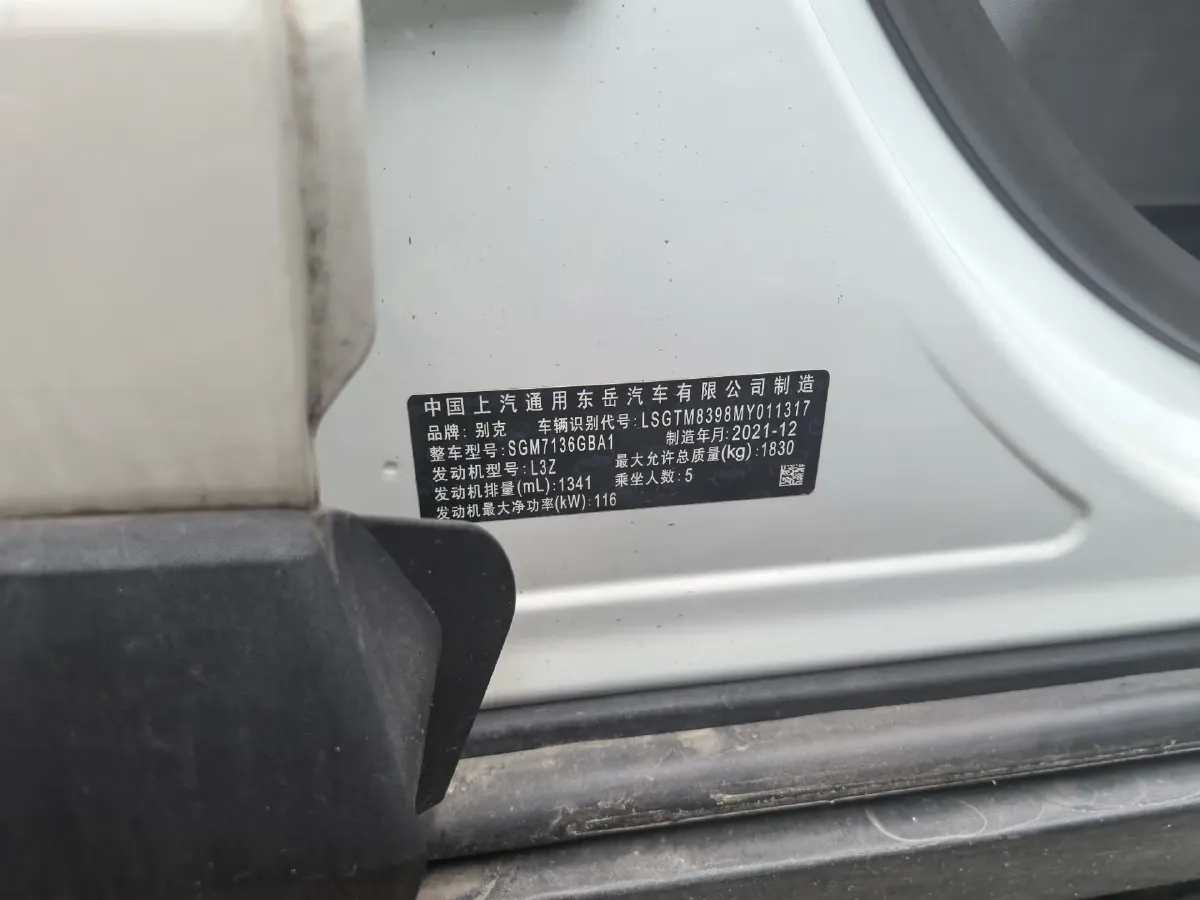 中国上汽通用东岳汽车有限公司制造
品牌: 别克 车辆识别代号: LSGTM8398MY011317
整车型号: SGM7136GBA1 制造年月: 2021-12
发动机型号: L3Z 最大允许总质量(kg): 1830
发动机排量(mL): 1341 乘坐人数: 5
发动机最大净功率(kW): 116